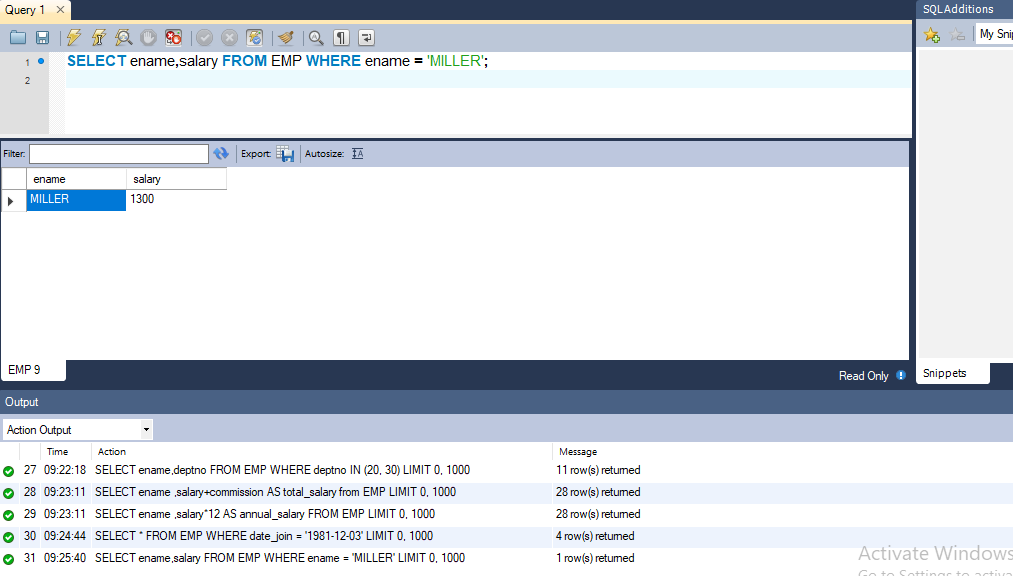 Query 1
SQLAdditions
My Sni
1 SELECT ename,salary FROM EMP WHERE ename = 'MILLER';
2
Filter:
Export:
Autosize:
ename salary
MILLER 1300
EMP 9
Read Only
Snippets
Output
Action Output
Time Action Message
27 09:22:18 SELECT ename,deptno FROM EMP WHERE deptno IN (20, 30) LIMIT 0, 1000 11 row(s) returned
28 09:23:11 SELECT ename ,salary+commission AS total_salary from EMP LIMIT 0, 1000 28 row(s) returned
29 09:23:11 SELECT ename ,salary*12 AS annual_salary FROM EMP LIMIT 0, 1000 28 row(s) returned
30 09:24:44 SELECT * FROM EMP WHERE date_join = '1981-12-03' LIMIT 0, 1000 4 row(s) returned
31 09:25:40 SELECT ename,salary FROM EMP WHERE ename = 'MILLER' LIMIT 0, 1000 1 row(s) returned
Activate Windows
Go to Settings to activa